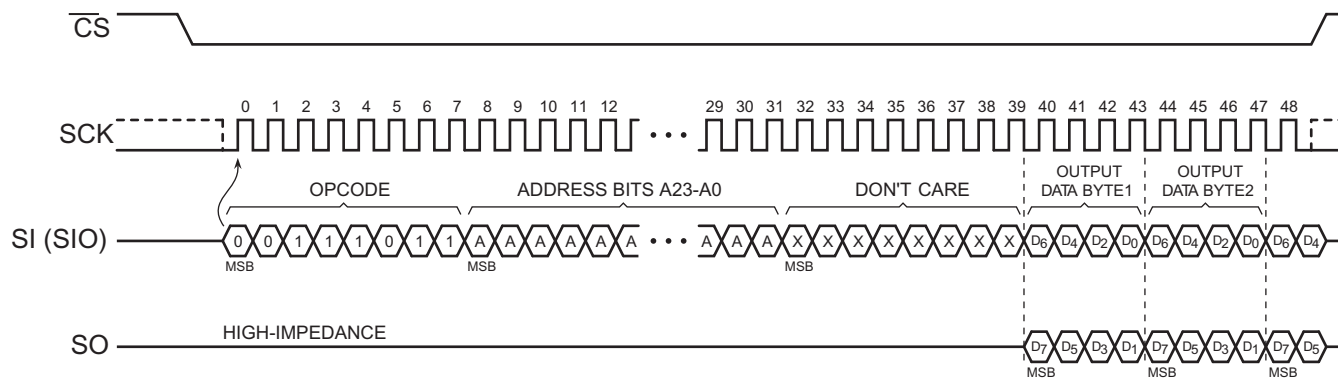 CS
0 1 2 3 4 5 6 7 8 9 10 11 12 29 30 31 32 33 34 35 36 37 38 39 40 41 42 43 44 45 46 47 48
SCK • • •
OPCODE ADDRESS BITS A23-A0 DON'T CARE OUTPUT DATA BYTE1 OUTPUT DATA BYTE2
SI (SIO) 0 0 1 1 1 0 1 1 A A A A A A • • • A A A X X X X X X X X D6 D4 D2 D0 D6 D4 D2 D0 D6 D4
MSB MSB MSB
HIGH-IMPEDANCE
SO D7 D5 D3 D1 D7 D5 D3 D1 D7 D5
MSB MSB MSB